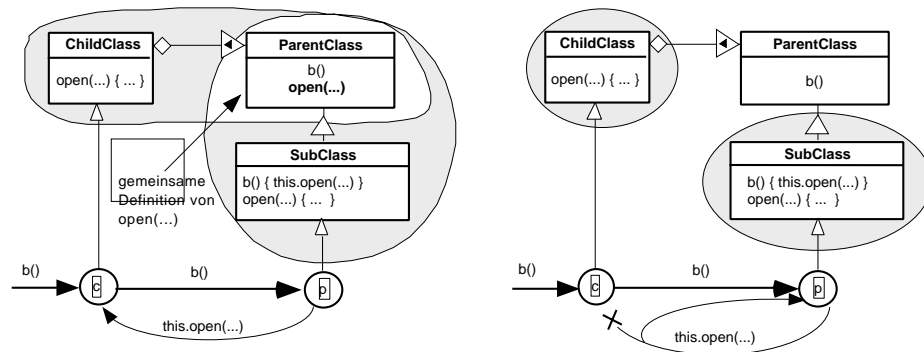 ChildClass
open(...) { ... }
ParentClass
b()
open(...)
SubClass
b() { this.open(...) }
open(...) { ... }
gemeinsame
Definition von
open(...)
b()
c
b()
p
this.open(...)
ChildClass
open(...) { ... }
ParentClass
b()
SubClass
b() { this.open(...) }
open(...) { ... }
b()
c
b()
p
this.open(...)